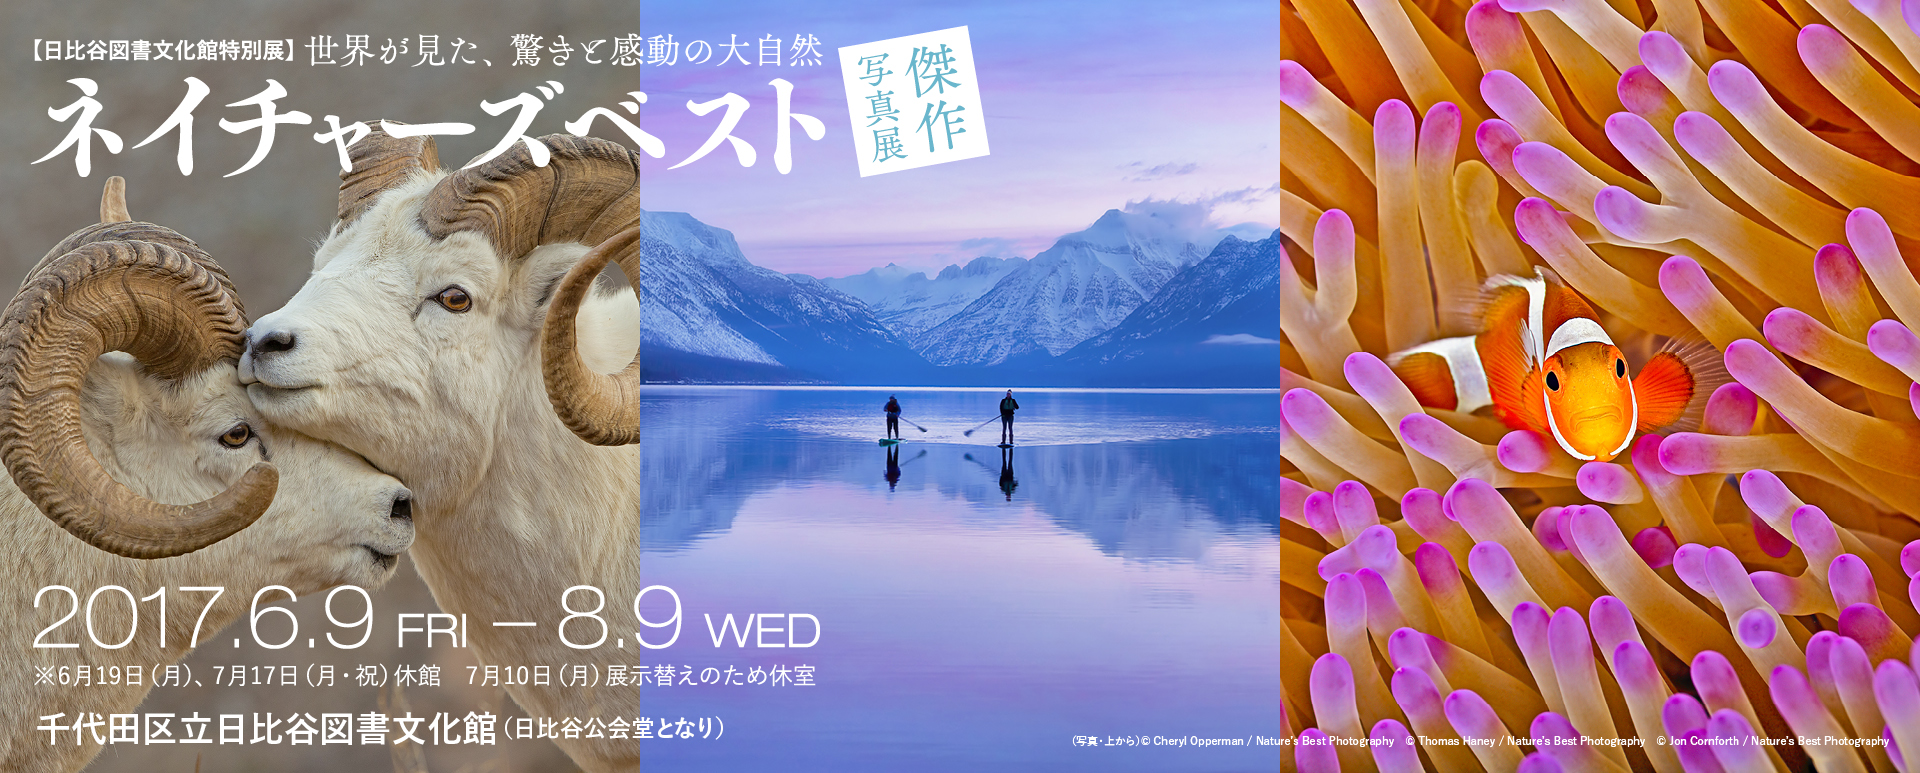 【日比谷図書文化館特別展】世界が見た、驚きと感動の大自然
ネイチャーズベスト
傑作
写真展
2017.6.9 FRI – 8.9 WED
※6月19日(月)、7月17日(月・祝)休館　7月10日(月)展示替えのため休室
千代田区立日比谷図書文化館(日比谷公会堂となり)
(写真・上から)© Cheryl Opperman / Nature's Best Photography　© Thomas Haney / Nature's Best Photography　© Jon Cornforth / Nature's Best Photography